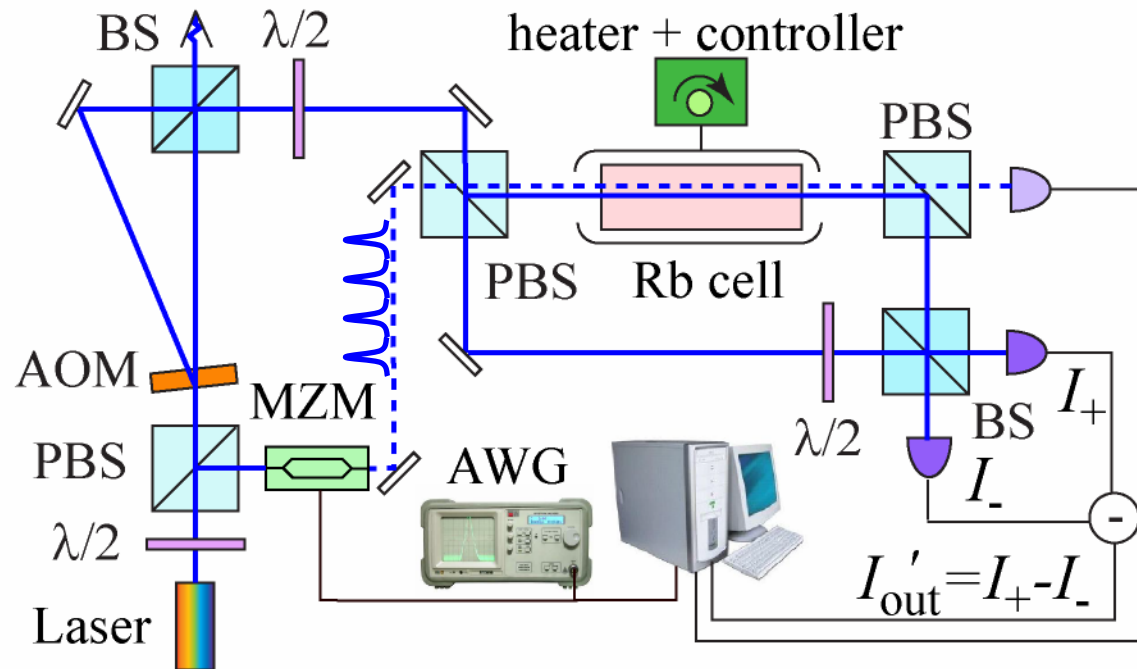 BS
λ/2
heater + controller
PBS
PBS
Rb cell
AOM
MZM
PBS
AWG
λ/2
BS
I₊
I₋
λ/2
I'ₒᵤₜ=I₊-I₋
-
Laser